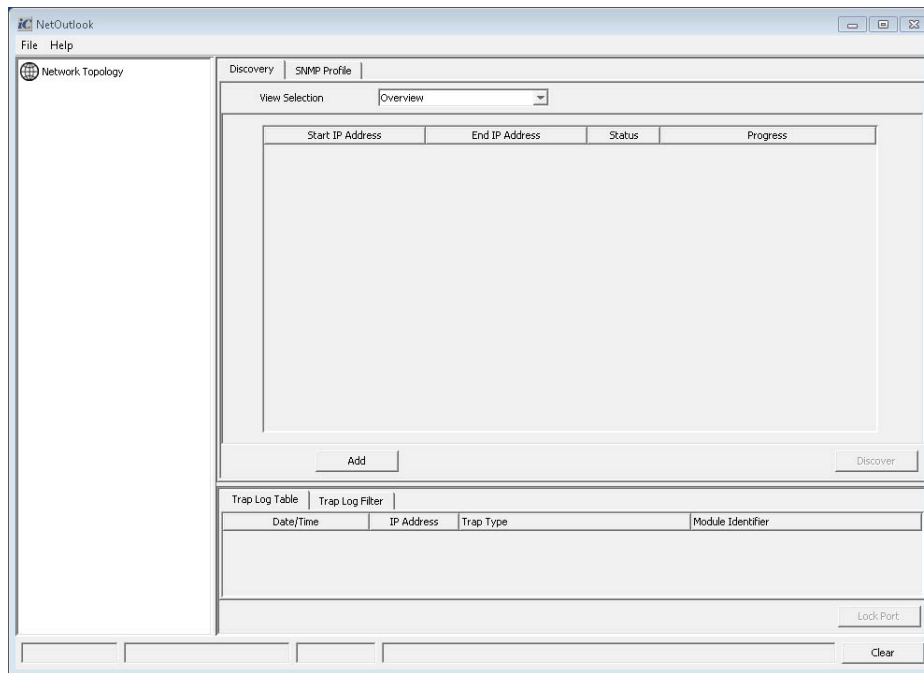 iC NetOutlook
File Help
Network Topology
Discovery SNMP Profile
View Selection Overview
Start IP Address End IP Address Status Progress
Add Discover
Trap Log Table Trap Log Filter
Date/Time IP Address Trap Type Module Identifier
Lock Port
Clear